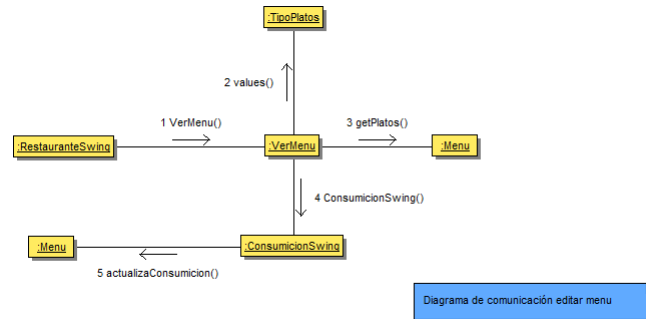 :TipoPlatos
2 values()
1 VerMenu()
3 getPlatos()
:RestauranteSwing
:VerMenu
:Menu
4 ConsumicionSwing()
:Menu
:ConsumicionSwing
5 actualizaConsumicion()
Diagrama de comunicación editar menu